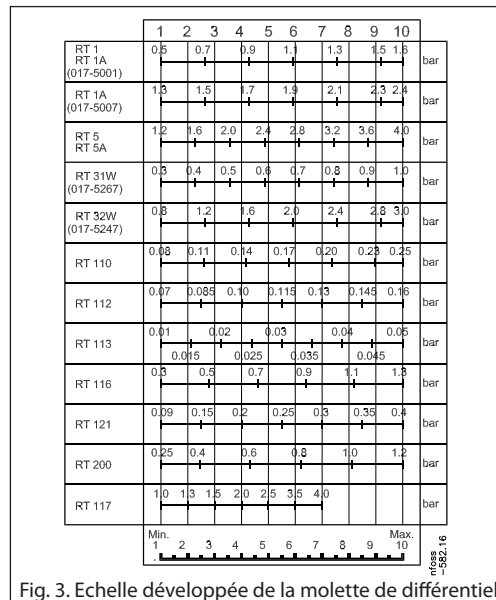 1 2 3 4 5 6 7 8 9 10
RT 1
RT 1A
(017-5001)
0.5 0.7 0.9 1.1 1.3 1.5 1.6
bar
RT 1A
(017-5007)
1.3 1.5 1.7 1.9 2.1 2.3 2.4
bar
RT 5
RT 5A
1.2 1.6 2.0 2.4 2.8 3.2 3.6 4.0
bar
RT 31W
(017-5267)
0.3 0.4 0.5 0.6 0.7 0.8 0.9 1.0
bar
RT 32W
(017-5247)
0.8 1.2 1.6 2.0 2.4 2.8 3.0
bar
RT 110
0.08 0.11 0.14 0.17 0.20 0.23 0.25
bar
RT 112
0.07 0.085 0.10 0.115 0.13 0.145 0.16
bar
RT 113
0.01 0.02 0.03 0.04 0.05
0.015 0.025 0.035 0.045
bar
RT 116
0.3 0.5 0.7 0.9 1.1 1.3
bar
RT 121
0.09 0.15 0.2 0.25 0.3 0.35 0.4
bar
RT 200
0.25 0.4 0.6 0.8 1.0 1.2
bar
RT 117
1.0 1.3 1.5 2.0 2.5 3.5 4.0
bar
Min. Max.
1 2 3 4 5 6 7 8 9 10
nfoss
-582.16
Fig. 3. Echelle développée de la molette de différentiel